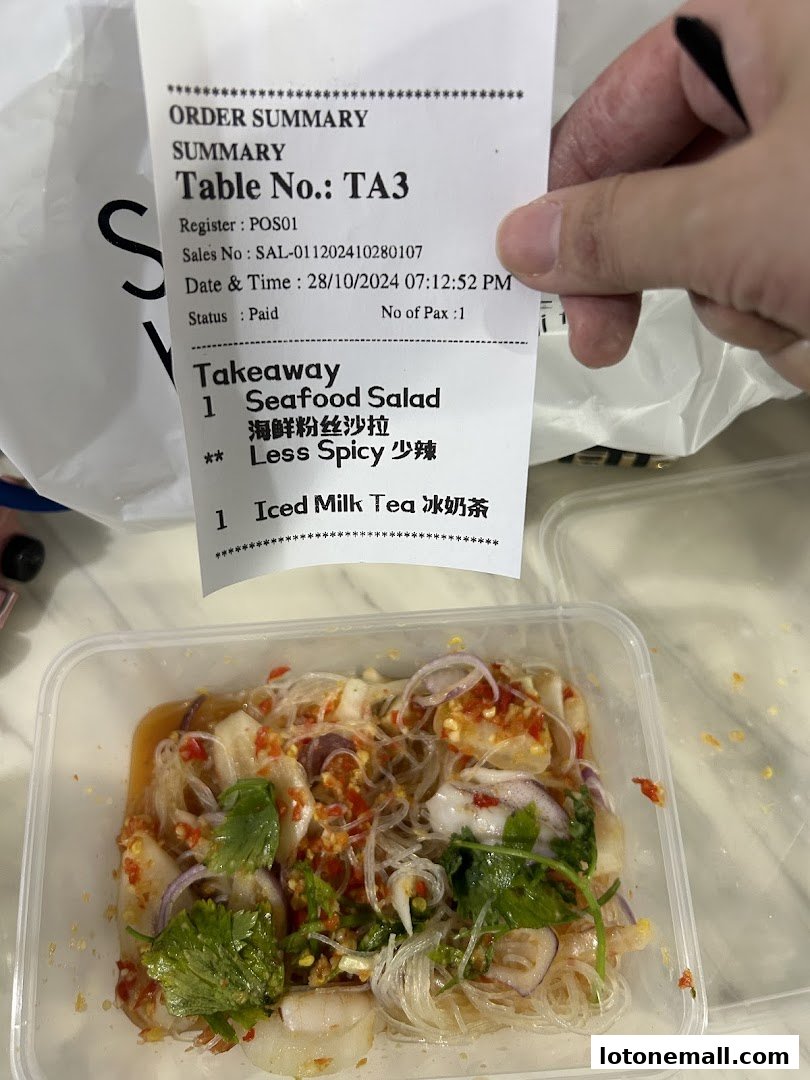 ************************************
ORDER SUMMARY
SUMMARY
Table No.: TA3
Register : POS01
Sales No : SAL-011202410280107
Date & Time : 28/10/2024 07:12:52 PM
Status : Paid No of Pax :1
Takeaway
1 Seafood Salad
海鲜粉丝沙拉
** Less Spicy 少辣
1 Iced Milk Tea 冰奶茶
************************************
lotonemall.com